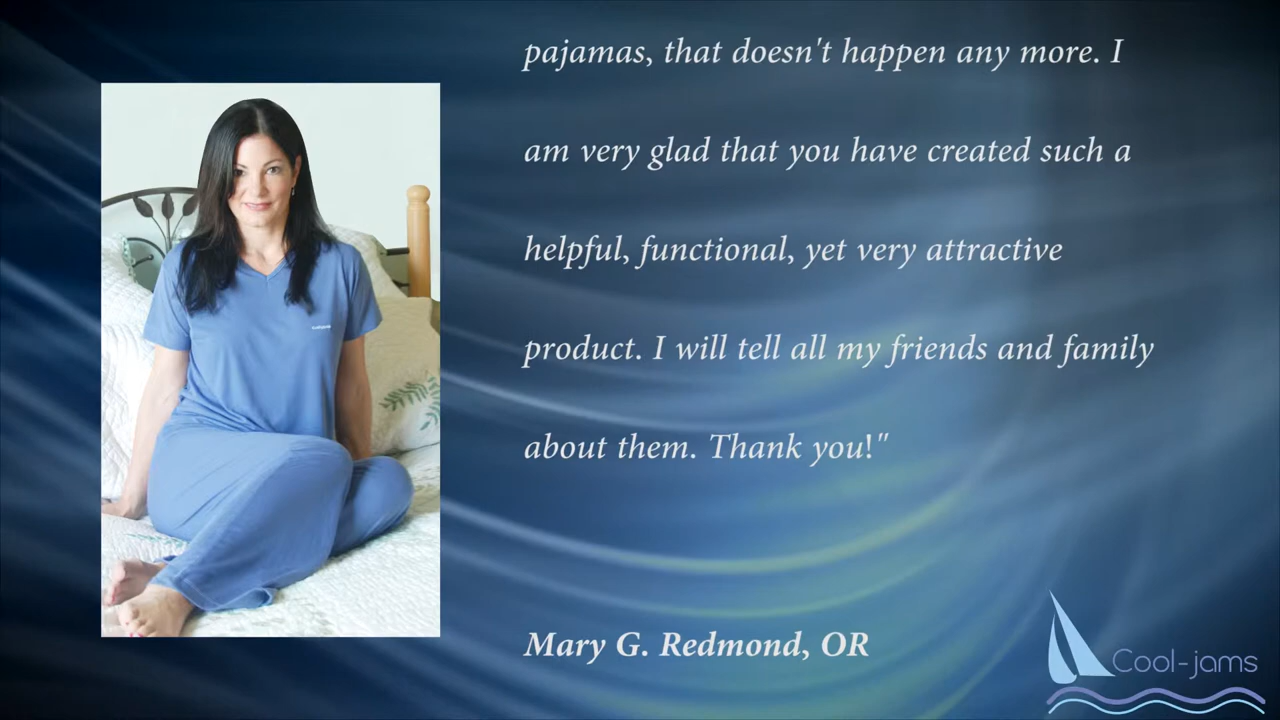 pajamas, that doesn't happen any more. I
am very glad that you have created such a
helpful, functional, yet very attractive
product. I will tell all my friends and family
about them. Thank you!"
Mary G. Redmond, OR
Cool-jams